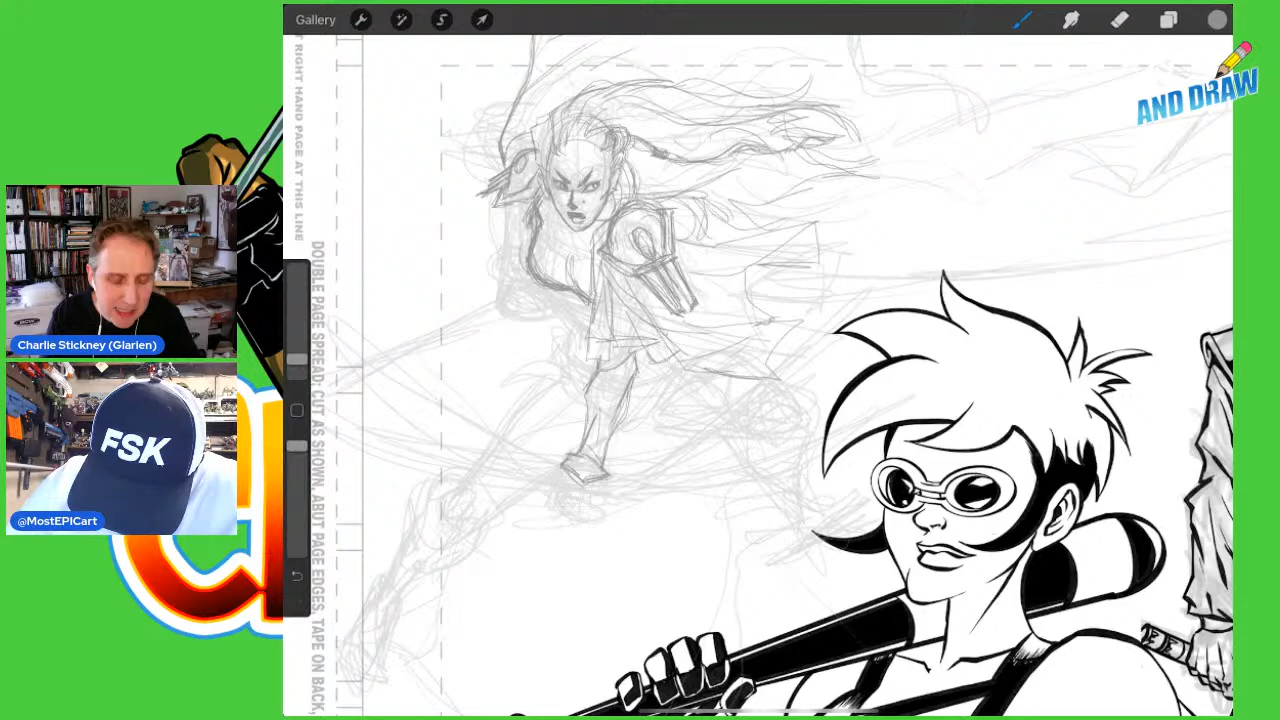 Gallery
AND DRAW
T RIGHT HAND PAGE AT THIS LINE
DOUBLE PAGE SPREAD: CUT AS SHOWN, ABUT PAGE EDGES, TAPE ON BACK,
Charlie Stickney (Glarien)
FSK
@MostEPICart